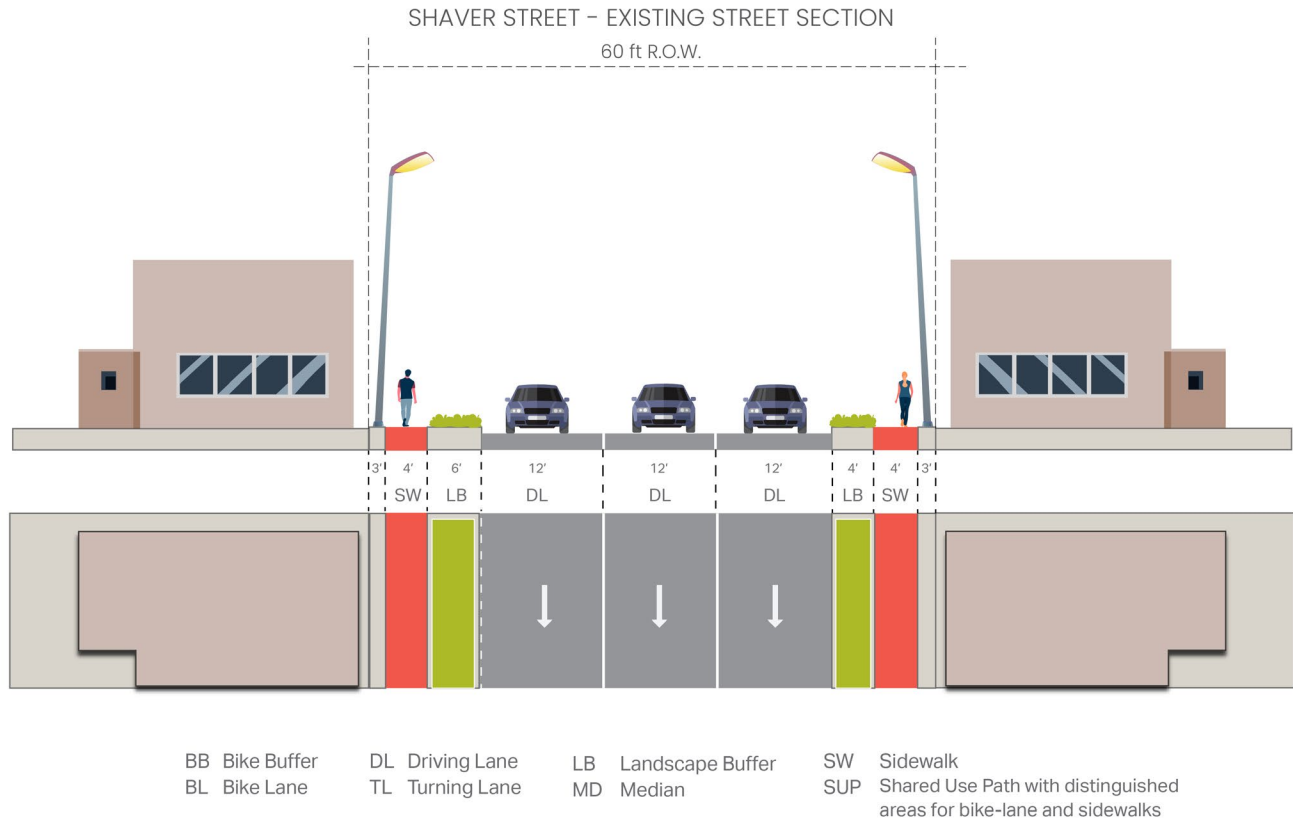 SHAVER STREET - EXISTING STREET SECTION
60 ft R.O.W.
3' 4' 6' 12' 12' 12' 4' 4' 3'
SW LB DL DL DL LB SW
BB Bike Buffer DL Driving Lane LB Landscape Buffer SW Sidewalk
BL Bike Lane TL Turning Lane MD Median SUP Shared Use Path with distinguished
areas for bike-lane and sidewalks